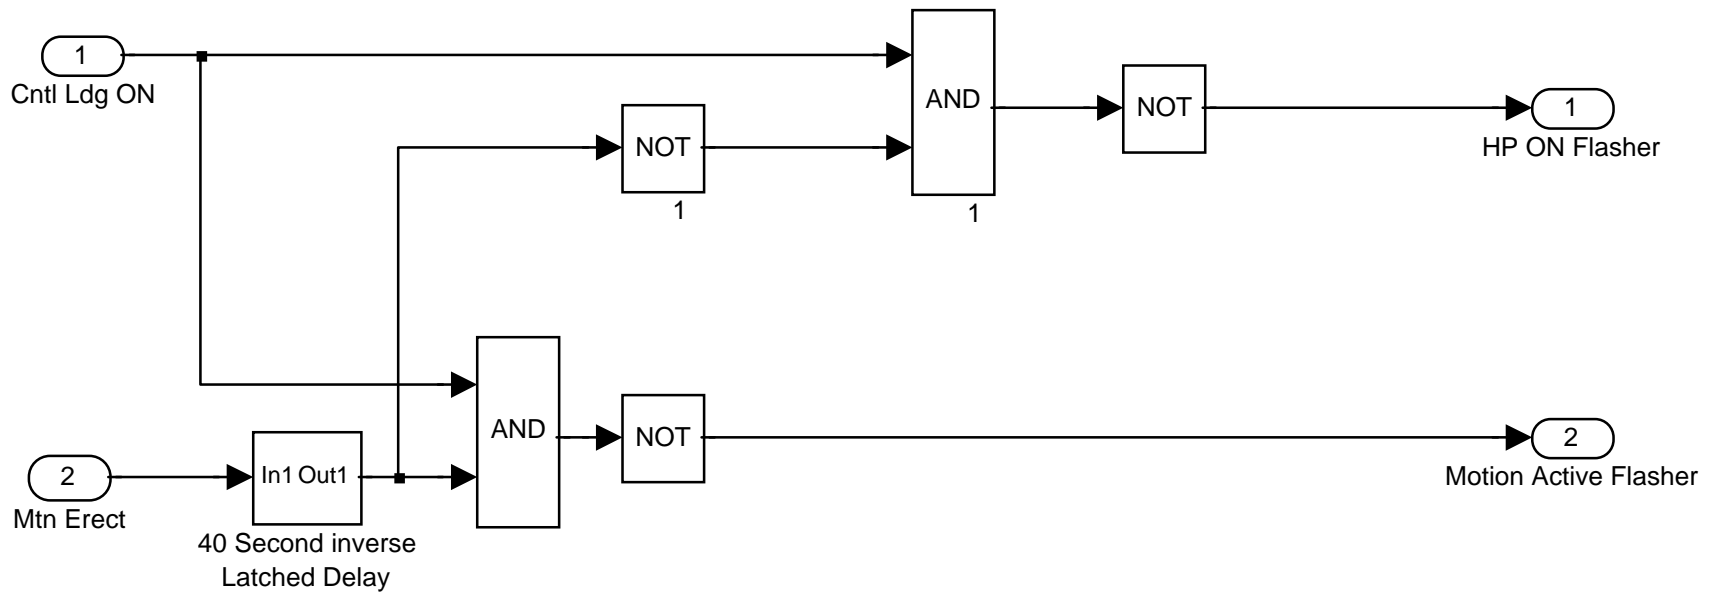 1
Cntl Ldg ON
AND
1
NOT
1
NOT
1
HP ON Flasher
2
Mtn Erect
In1 Out1
40 Second inverse
Latched Delay
AND
NOT
2
Motion Active Flasher